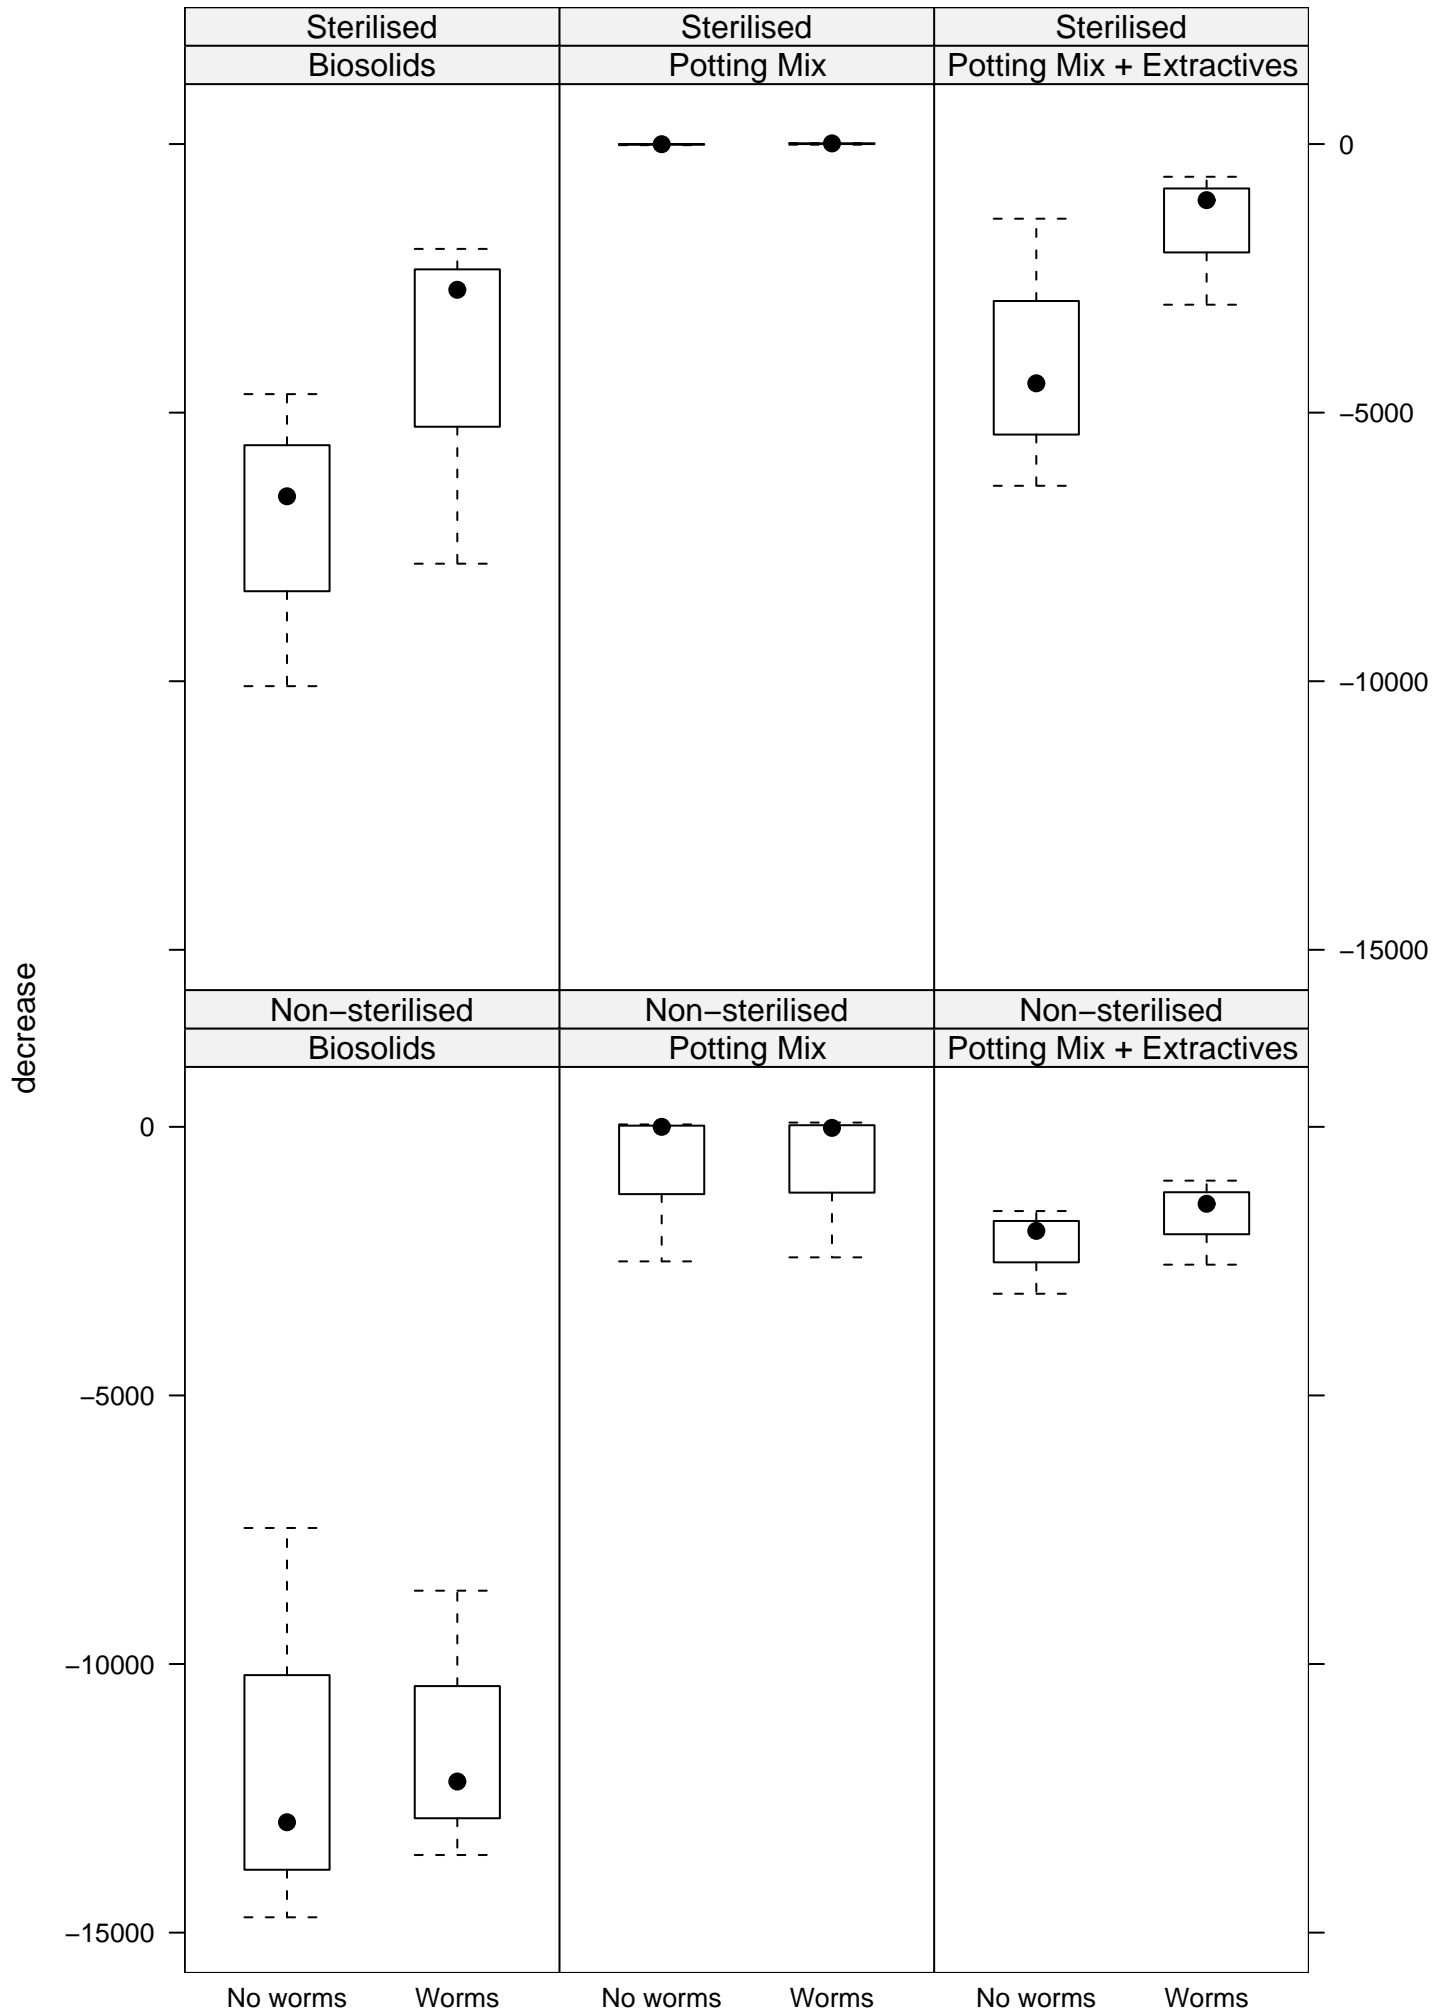 Sterilised Sterilised Sterilised
Biosolids Potting Mix Potting Mix + Extractives
0
−5000
−10000
−15000
decrease
Non−sterilised Non−sterilised Non−sterilised
Biosolids Potting Mix Potting Mix + Extractives
0
−5000
−10000
−15000
No worms Worms No worms Worms No worms Worms